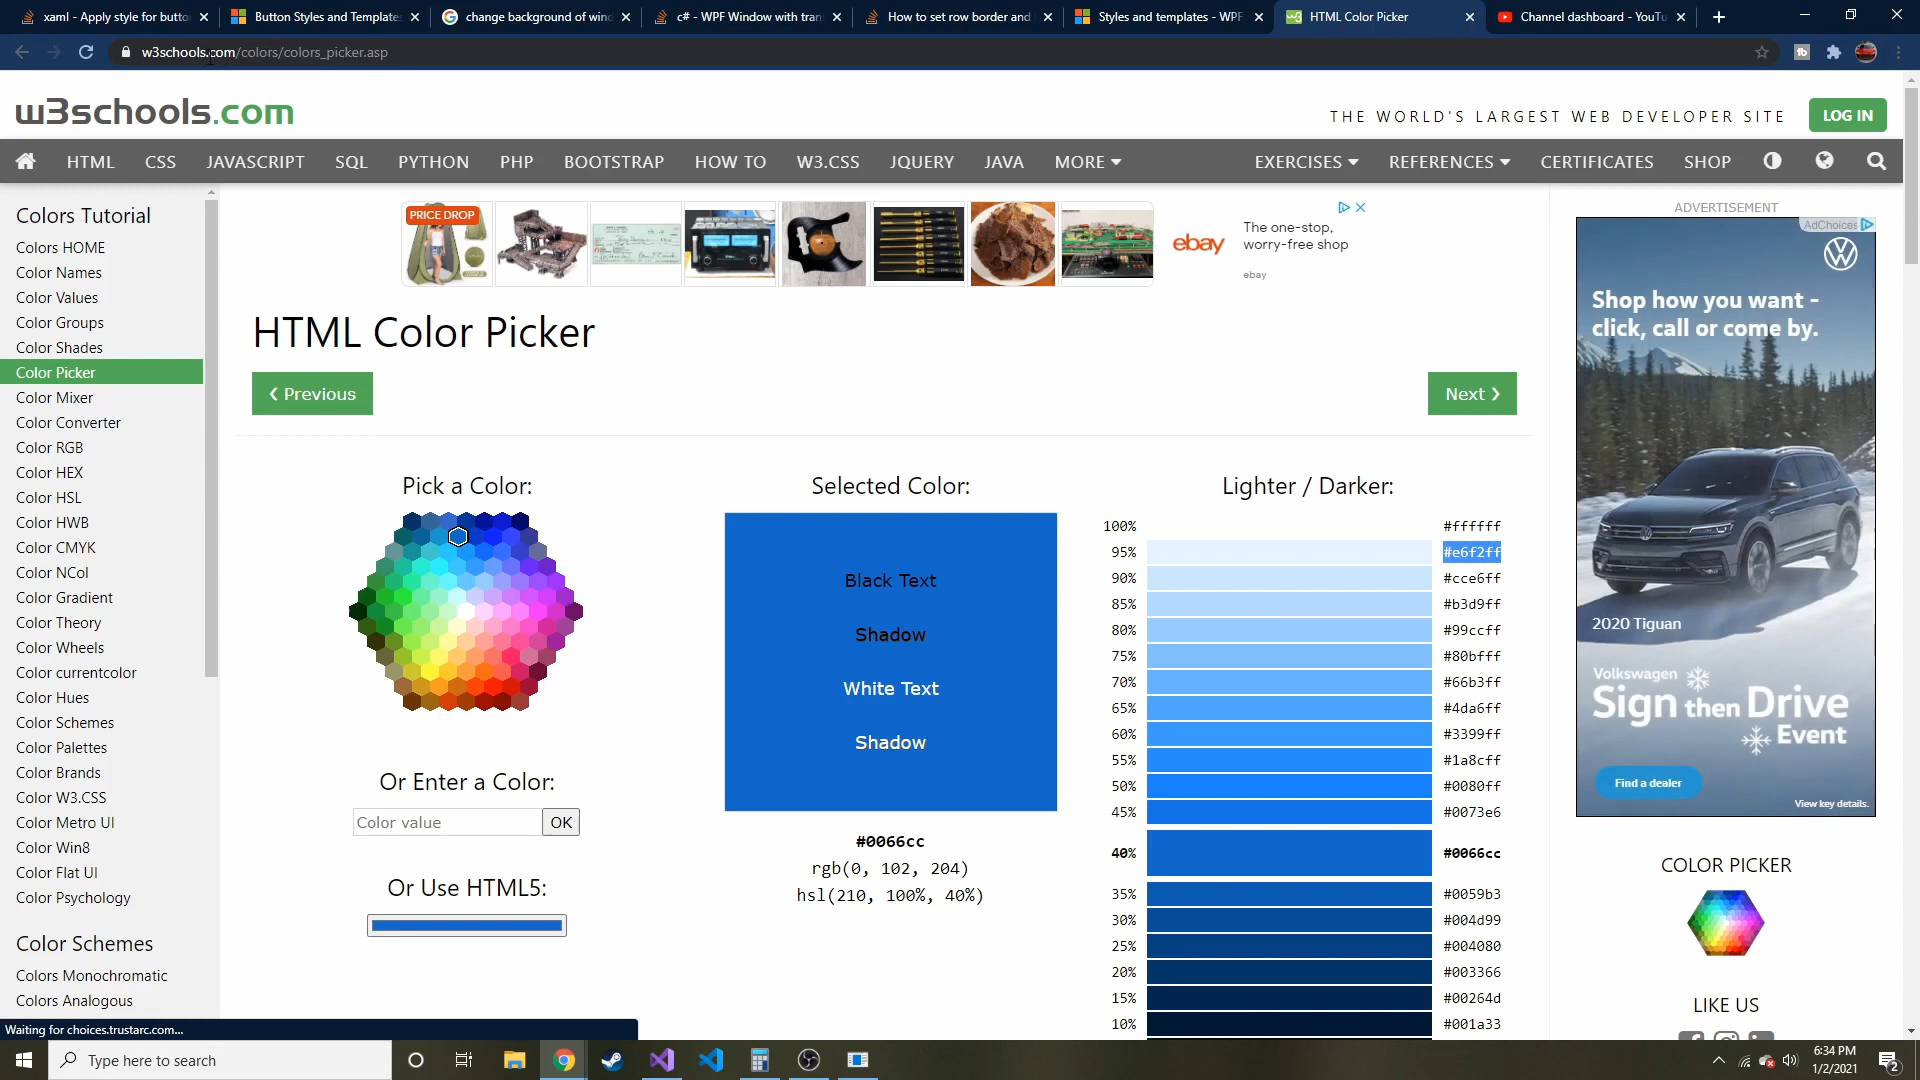 xaml - Apply style for butto
Button Styles and Templates
change background of wind
c# - WPF Window with tran
How to set row border and
Styles and templates - WPF
HTML Color Picker
Channel dashboard - YouTu
w3schools.com/colors/colors_picker.asp
w3schools.com
THE WORLD'S LARGEST WEB DEVELOPER SITE
LOG IN
HTML CSS JAVASCRIPT SQL PYTHON PHP BOOTSTRAP HOW TO W3.CSS JQUERY JAVA MORE EXERCISES REFERENCES CERTIFICATES SHOP
Colors Tutorial
Colors HOME
Color Names
Color Values
Color Groups
Color Shades
Color Picker
Color Mixer
Color Converter
Color RGB
Color HEX
Color HSL
Color HWB
Color CMYK
Color NCol
Color Gradient
Color Theory
Color Wheels
Color currentcolor
Color Hues
Color Schemes
Color Palettes
Color Brands
Color W3.CSS
Color Metro UI
Color Win8
Color Flat UI
Color Psychology
Color Schemes
Colors Monochromatic
Colors Analogous
PRICE DROP
ebay
The one-stop,
worry-free shop
ebay
HTML Color Picker
❮ Previous
Next ❯
Pick a Color:
Or Enter a Color:
Color value
OK
Or Use HTML5:
Selected Color:
Black Text
Shadow
White Text
Shadow
#0066cc
rgb(0, 102, 204)
hsl(210, 100%, 40%)
Lighter / Darker:
100% #ffffff
95% #e6f2ff
90% #cce6ff
85% #b3d9ff
80% #99ccff
75% #80bfff
70% #66b3ff
65% #4da6ff
60% #3399ff
55% #1a8cff
50% #0080ff
45% #0073e6
40% #0066cc
35% #0059b3
30% #004d99
25% #004080
20% #003366
15% #00264d
10% #001a33
ADVERTISEMENT
AdChoices
Shop how you want -
click, call or come by.
2020 Tiguan
Volkswagen
Sign then Drive
Event
Find a dealer
View key details.
COLOR PICKER
LIKE US
Waiting for choices.trustarc.com...
Type here to search
6:34 PM
1/2/2021
2